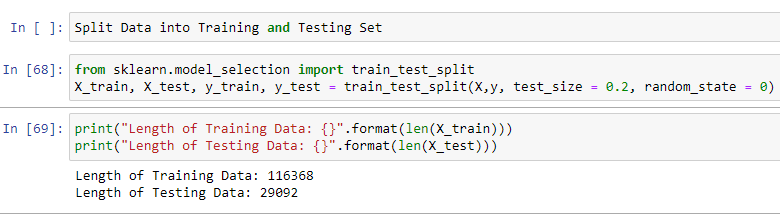 In [ ]: Split Data into Training and Testing Set
In [68]: from sklearn.model_selection import train_test_split
X_train, X_test, y_train, y_test = train_test_split(X,y, test_size = 0.2, random_state = 0)
In [69]: print("Length of Training Data: {}".format(len(X_train)))
print("Length of Testing Data: {}".format(len(X_test)))
Length of Training Data: 116368
Length of Testing Data: 29092